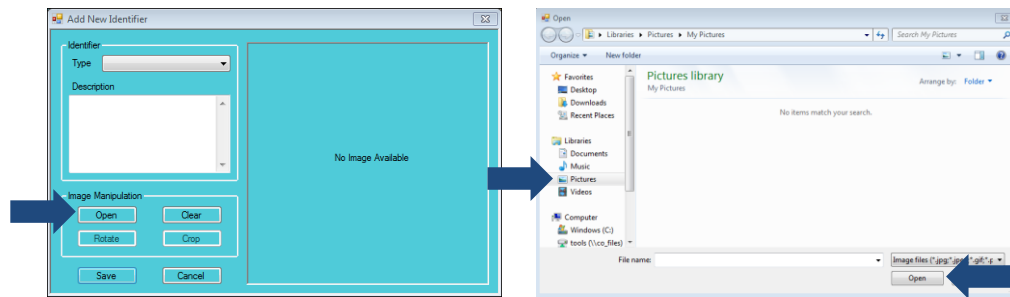 Add New Identifier
Identifier
Type
Description
No Image Available
Image Manipulation
Open
Clear
Rotate
Crop
Save
Cancel
Open
Libraries
Pictures
My Pictures
Search My Pictures
Organize
New folder
Favorites
Desktop
Downloads
Recent Places
Libraries
Documents
Music
Pictures
Videos
Computer
Windows (C:)
tools (\\co_files)
Pictures library
My Pictures
Arrange by: Folder
No items match your search.
File name:
Image files (*.jpg;*.jpe *.gif;*.p
Open